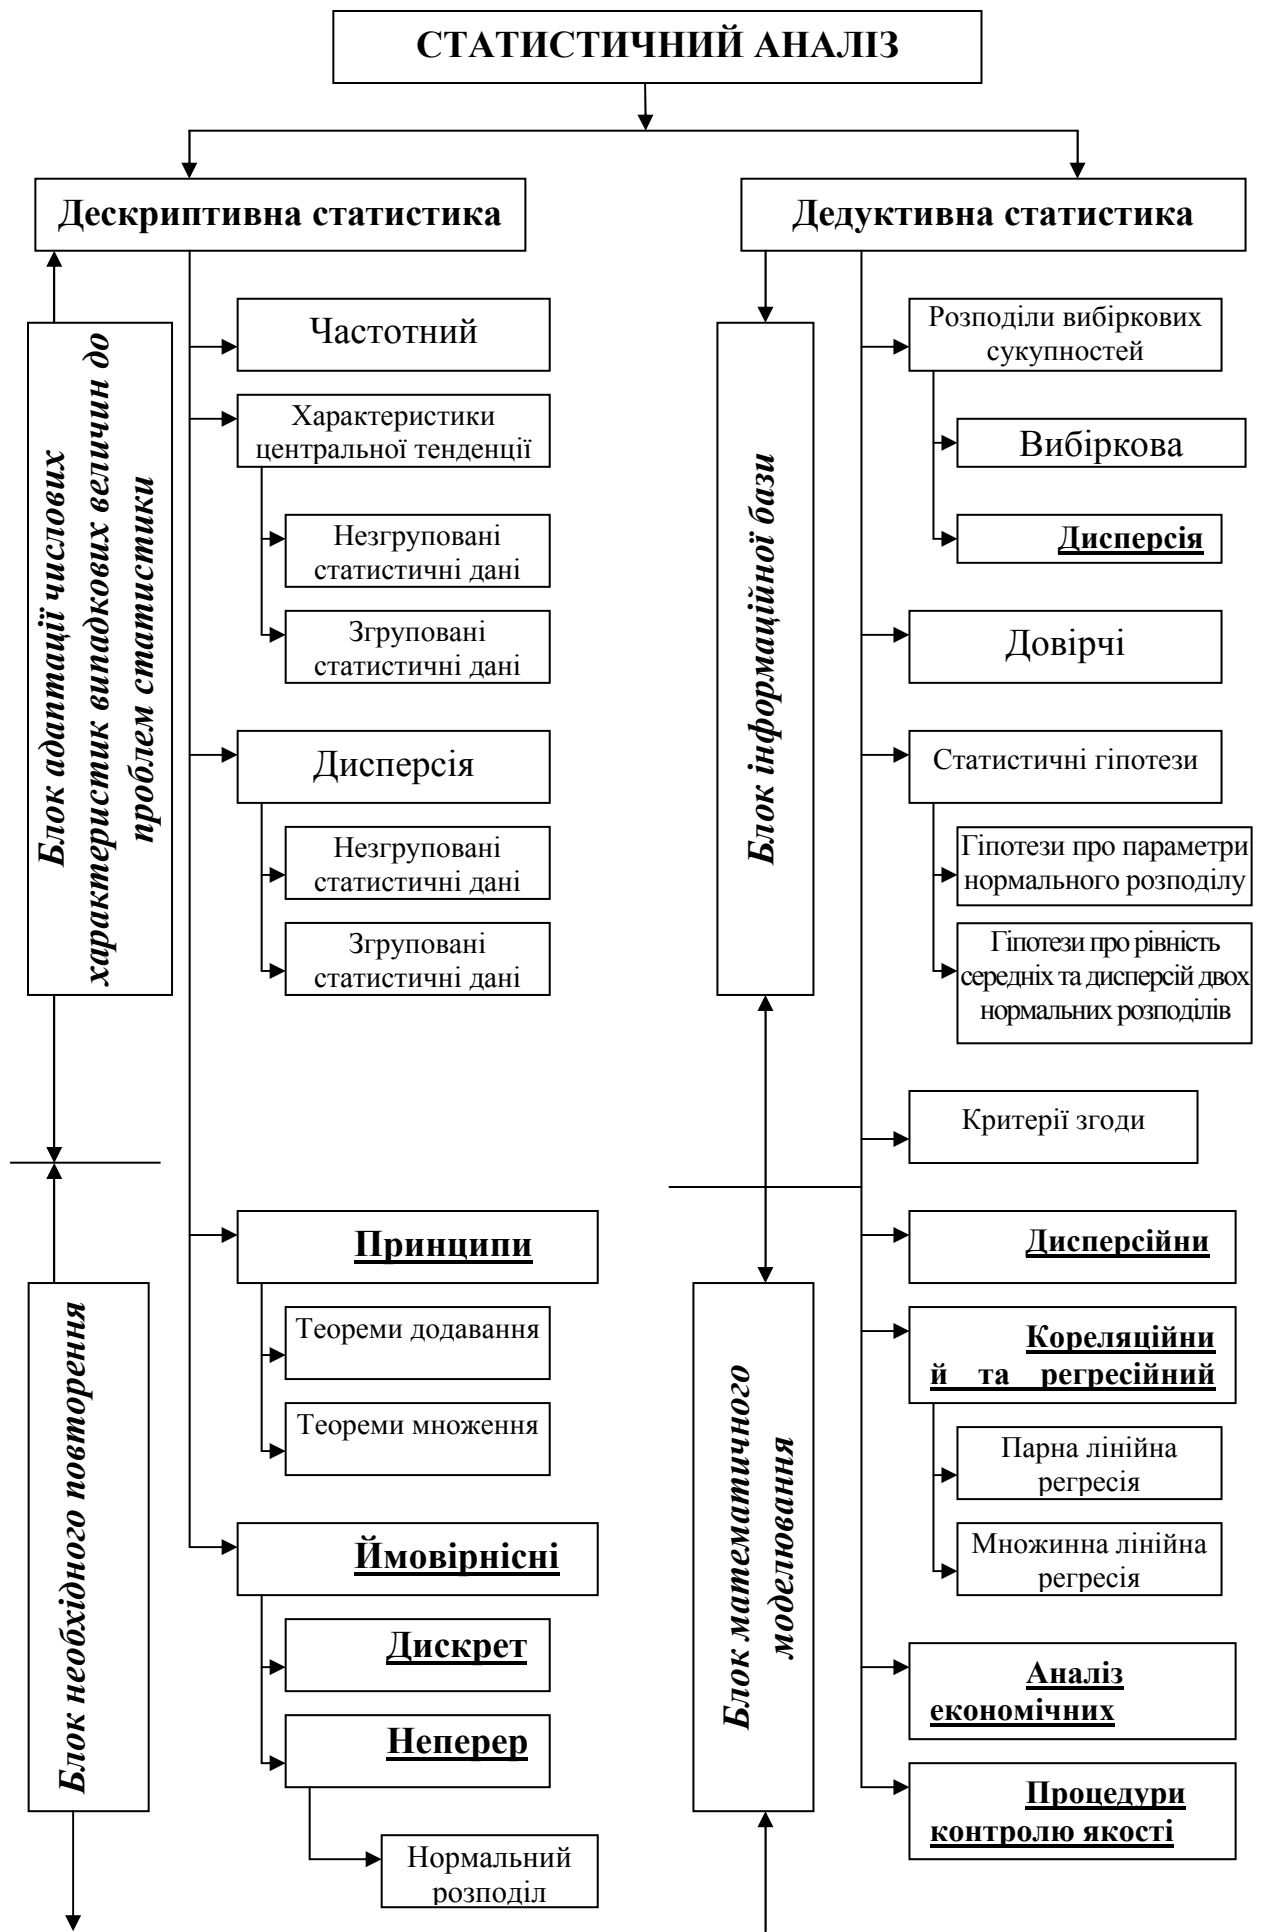 СТАТИСТИЧНИЙ АНАЛІЗ
Дескриптивна статистика
Блок адаптації числових
характеристик випадкових величин до
проблем статистики
Частотний
Характеристики
центральної тенденції
Незгруповані
статистичні дані
Згруповані
статистичні дані
Дисперсія
Незгруповані
статистичні дані
Згруповані
статистичні дані
Блок необхідного повторення
Принципи
Теореми додавання
Теореми множення
Ймовірнісні
Дискрет
Неперер
Нормальний
розподіл
Дедуктивна статистика
Блок інформаційної бази
Розподіли вибіркових
сукупностей
Вибіркова
Дисперсія
Довірчі
Статистичні гіпотези
Гіпотези про параметри
нормального розподілу
Гіпотези про рівність
середніх та дисперсій двох
нормальних розподілів
Критерії згоди
Блок математичного
моделювання
Дисперсійни
Кореляційни
й та регресійний
Парна лінійна
регресія
Множинна лінійна
регресія
Аналіз
економічних
Процедури
контролю якості